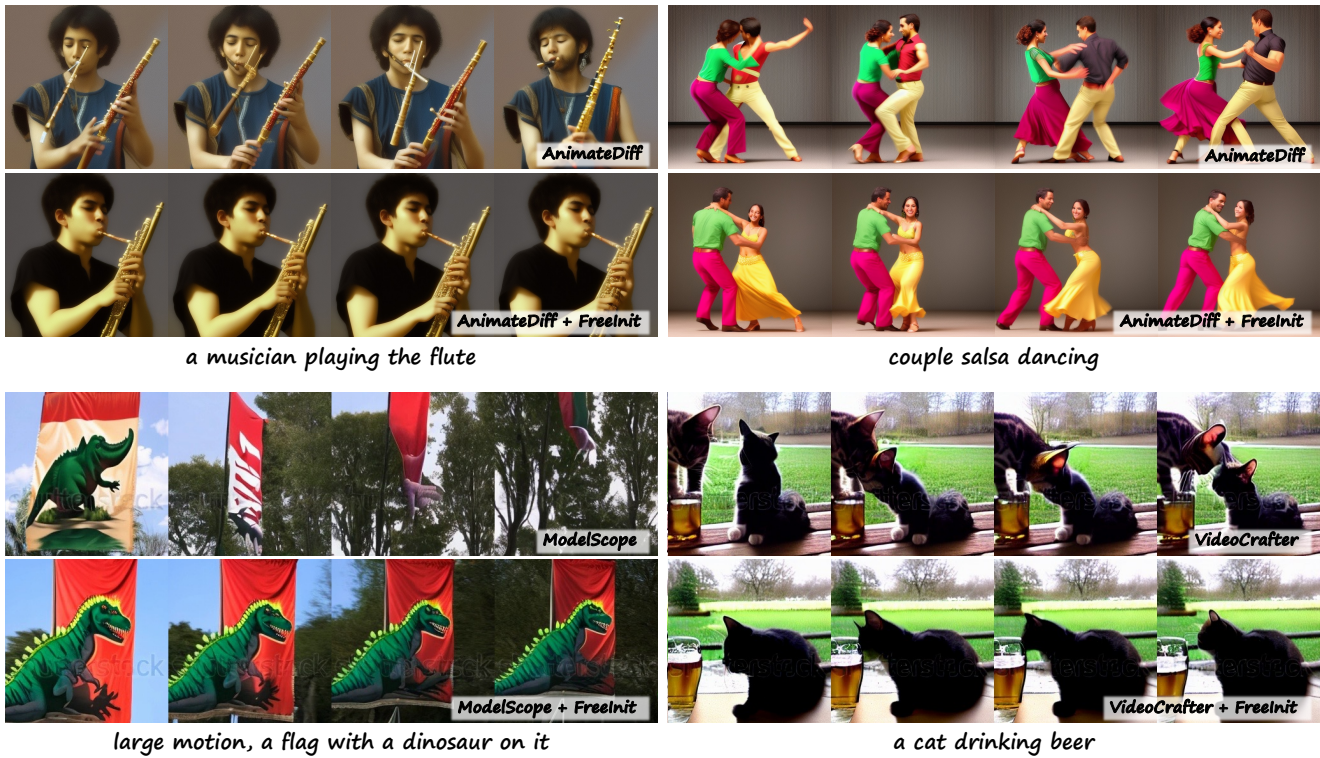 AnimateDiff
AnimateDiff
AnimateDiff + FreeInit
AnimateDiff + FreeInit
a musician playing the flute
couple salsa dancing
shutterstock
ModelScope
VideoCrafter
ModelScope + FreeInit
VideoCrafter + FreeInit
large motion, a flag with a dinosaur on it
a cat drinking beer